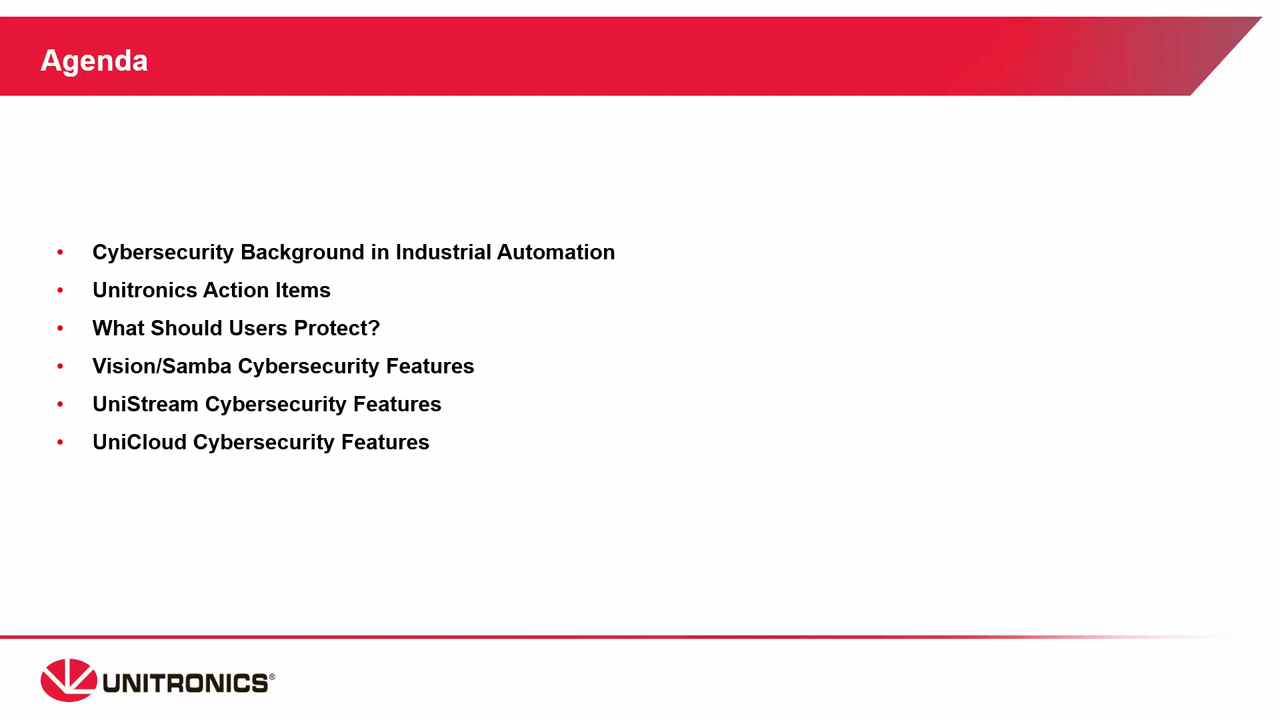 Agenda
• Cybersecurity Background in Industrial Automation
• Unitronics Action Items
• What Should Users Protect?
• Vision/Samba Cybersecurity Features
• UniStream Cybersecurity Features
• UniCloud Cybersecurity Features
UNITRONICS®